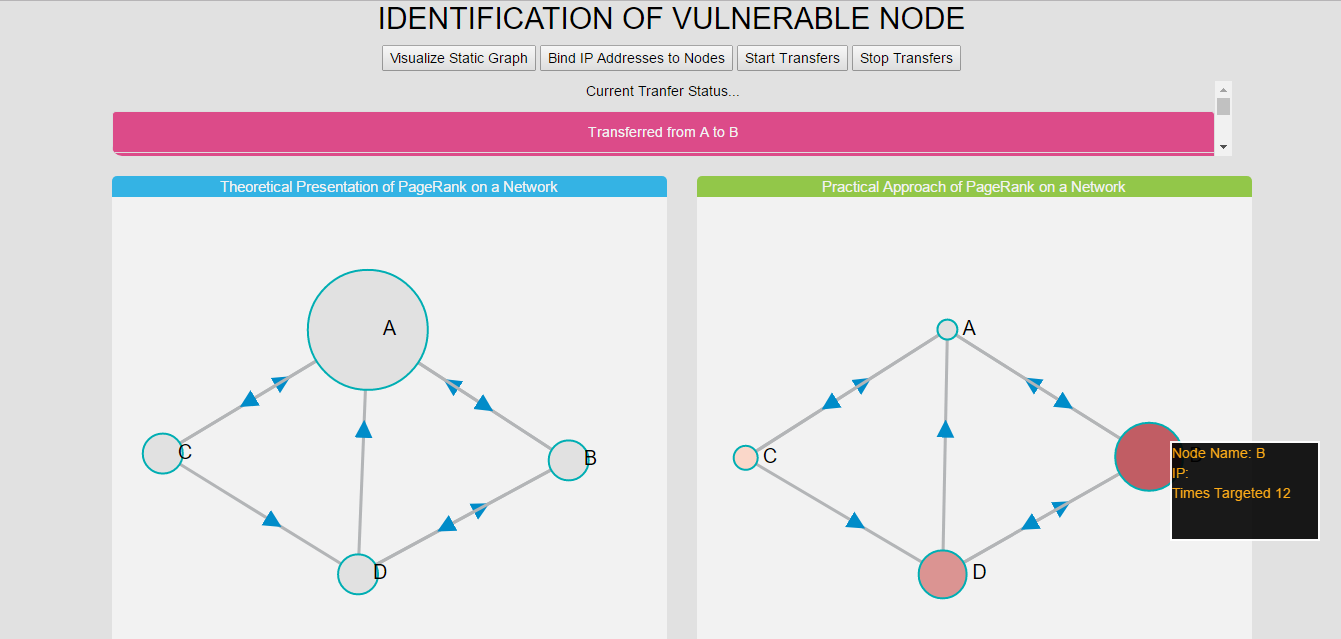 IDENTIFICATION OF VULNERABLE NODE
Visualize Static Graph Bind IP Addresses to Nodes Start Transfers Stop Transfers
Current Tranfer Status...
Transferred from A to B
Theoretical Presentation of PageRank on a Network
A
C
B
D
Practical Approach of PageRank on a Network
A
C
Node Name: B
IP:
Times Targeted 12
D